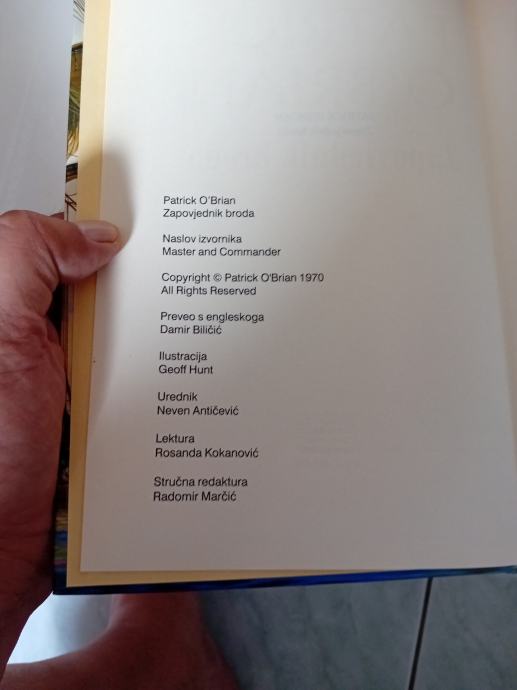 Patrick O'Brian
Zapovjednik broda
Naslov izvornika
Master and Commander
Copyright © Patrick O'Brian 1970
All Rights Reserved
Preveo s engleskoga
Damir Biličić
Ilustracija
Geoff Hunt
Urednik
Neven Antičević
Lektura
Rosanda Kokanović
Stručna redaktura
Radomir Marčić